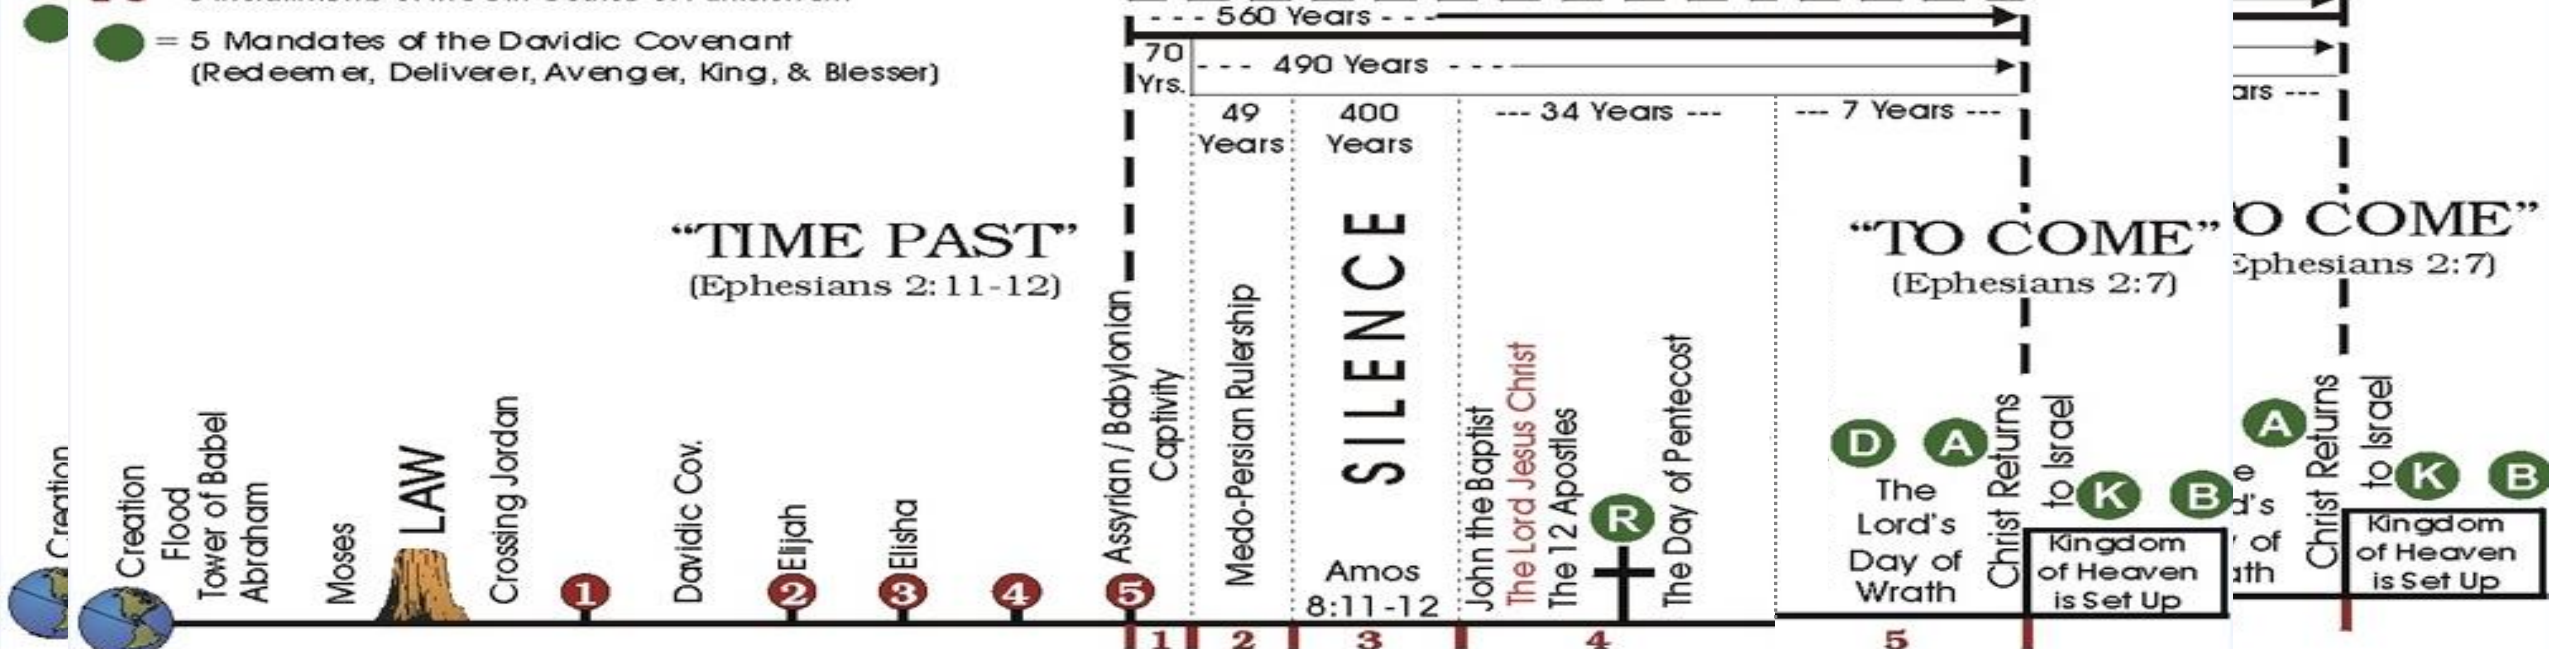 = 5 Mandates of the Davidic Covenant
(Redeemer, Deliverer, Avenger, King, & Blesser)
- - - 560 Years - - -
70
Yrs.
- - - 490 Years - - -
49
Years
400
Years
--- 34 Years ---
--- 7 Years ---
ars ---
“TIME PAST”
(Ephesians 2:11-12)
“TO COME”
(Ephesians 2:7)
O COME”
Ephesians 2:7)
Creation
Creation
Flood
Tower of Babel
Abraham
Moses
LAW
Crossing Jordan
1
Davidic Cov.
2
Elijah
3
Elisha
4
5
Assyrian / Babylonian
Captivity
Medo-Persian Rulership
SILENCE
Amos
8:11-12
John the Baptist
The Lord Jesus Christ
The 12 Apostles
R
The Day of Pentecost
D A
The
Lord's
Day of
Wrath
Christ Returns
to Israel
K B
Kingdom
of Heaven
is Set Up
A
e
d's
of
ath
Christ Returns
to Israel
K B
Kingdom
of Heaven
is Set Up
1 2 3 4 5